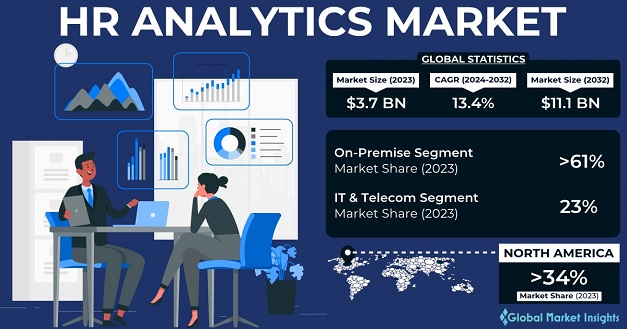 HR ANALYTICS MARKET
GLOBAL STATISTICS
Market Size (2023)
CAGR (2024-2032)
Market Size (2032)
$3.7 BN
13.4%
$11.1 BN
On-Premise Segment
Market Share (2023)
>61%
IT & Telecom Segment
Market Share (2023)
23%
NORTH AMERICA
>34%
Market Share (2023)
Global Market Insights